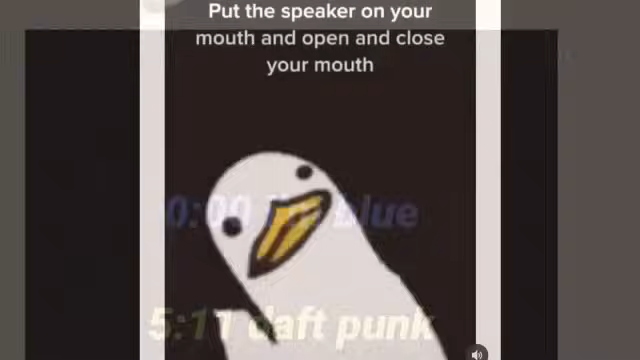 Put the speaker on your
mouth and open and close
your mouth
0:00 i'm blue
5:11 daft punk